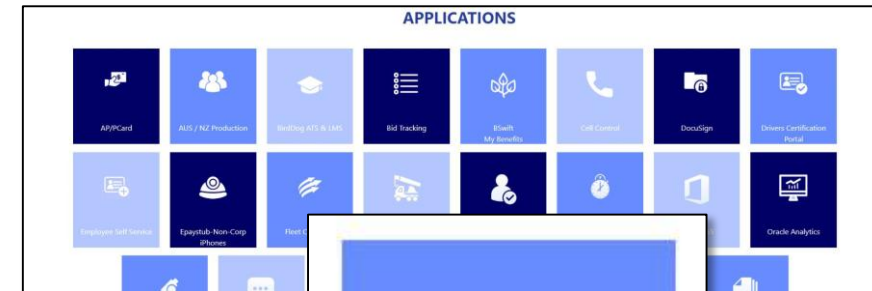 APPLICATIONS
AP/PCard
AUS / NZ Production
BirdDog ATS & LMS
Bid Tracking
BSwift
My Benefits
Cell Control
DocuSign
Drivers Certification
Portal
Employee Self Service
Epaystub-Non-Corp
iPhones
Fleet
Oracle Analytics